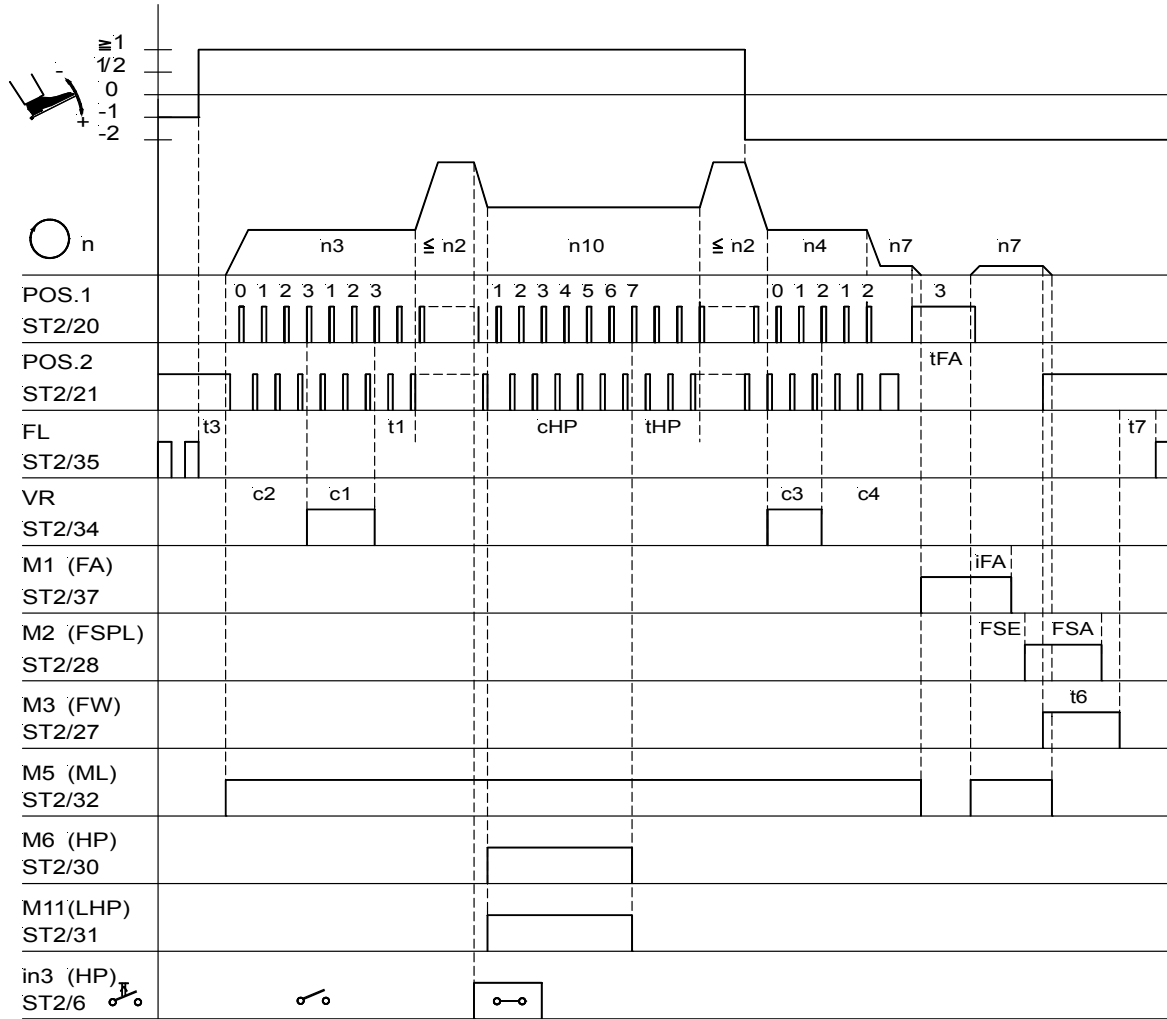 ≧1
1/2
- 0
-1
+ -2
n
n3 ≦ n2 n10 ≦ n2 n4 n7 n7
POS.1 0 1 2 3 1 2 3 1 2 3 4 5 6 7 0 1 2 1 2 3
ST2/20
POS.2 tFA
ST2/21
FL t3 t1 cHP tHP t7
ST2/35
VR c2 c1 c3 c4
ST2/34
M1 (FA) iFA
ST2/37
M2 (FSPL) FSE FSA
ST2/28
M3 (FW) t6
ST2/27
M5 (ML)
ST2/32
M6 (HP)
ST2/30
M11(LHP)
ST2/31
in3 (HP)
ST2/6